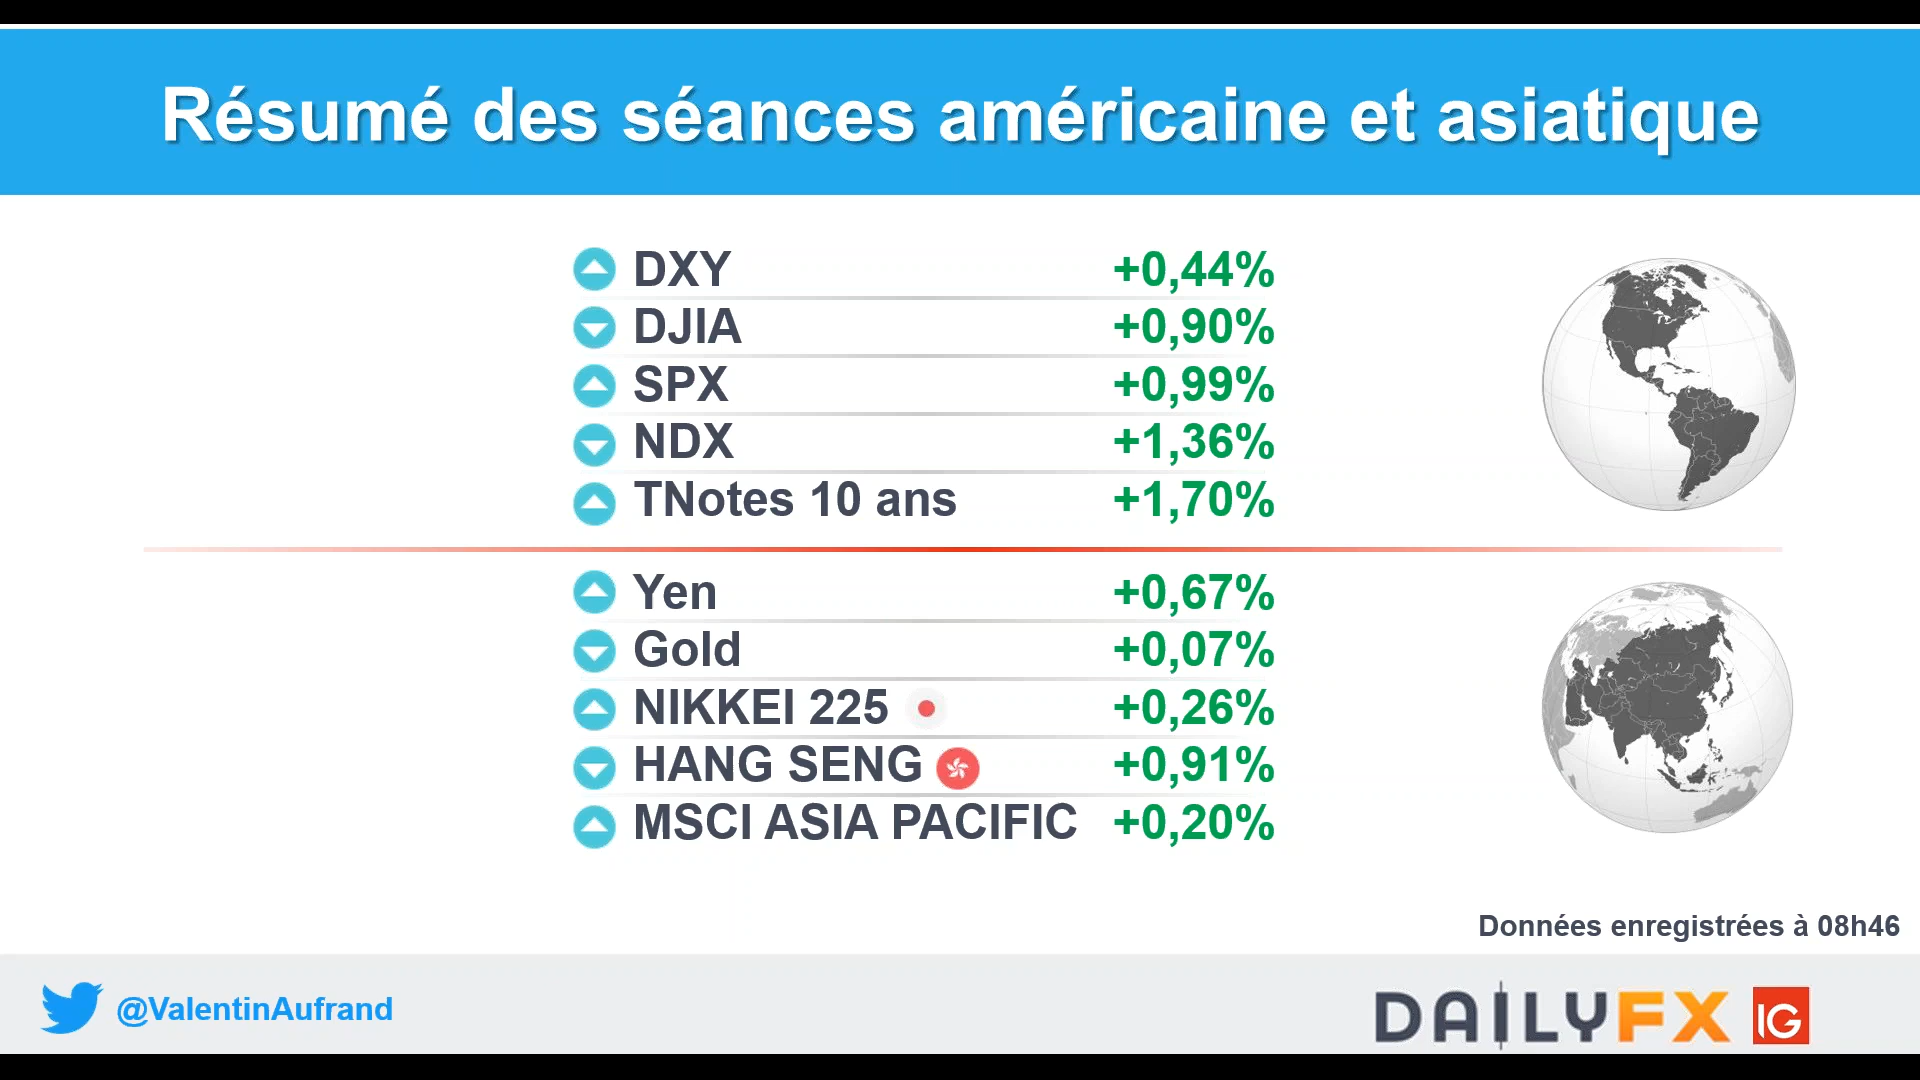 Résumé des séances américaine et asiatique
DXY +0,44%
DJIA +0,90%
SPX +0,99%
NDX +1,36%
TNotes 10 ans +1,70%
Yen +0,67%
Gold +0,07%
NIKKEI 225 +0,26%
HANG SENG +0,91%
MSCI ASIA PACIFIC +0,20%
Données enregistrées à 08h46
@ValentinAufrand
DAILYFX IG